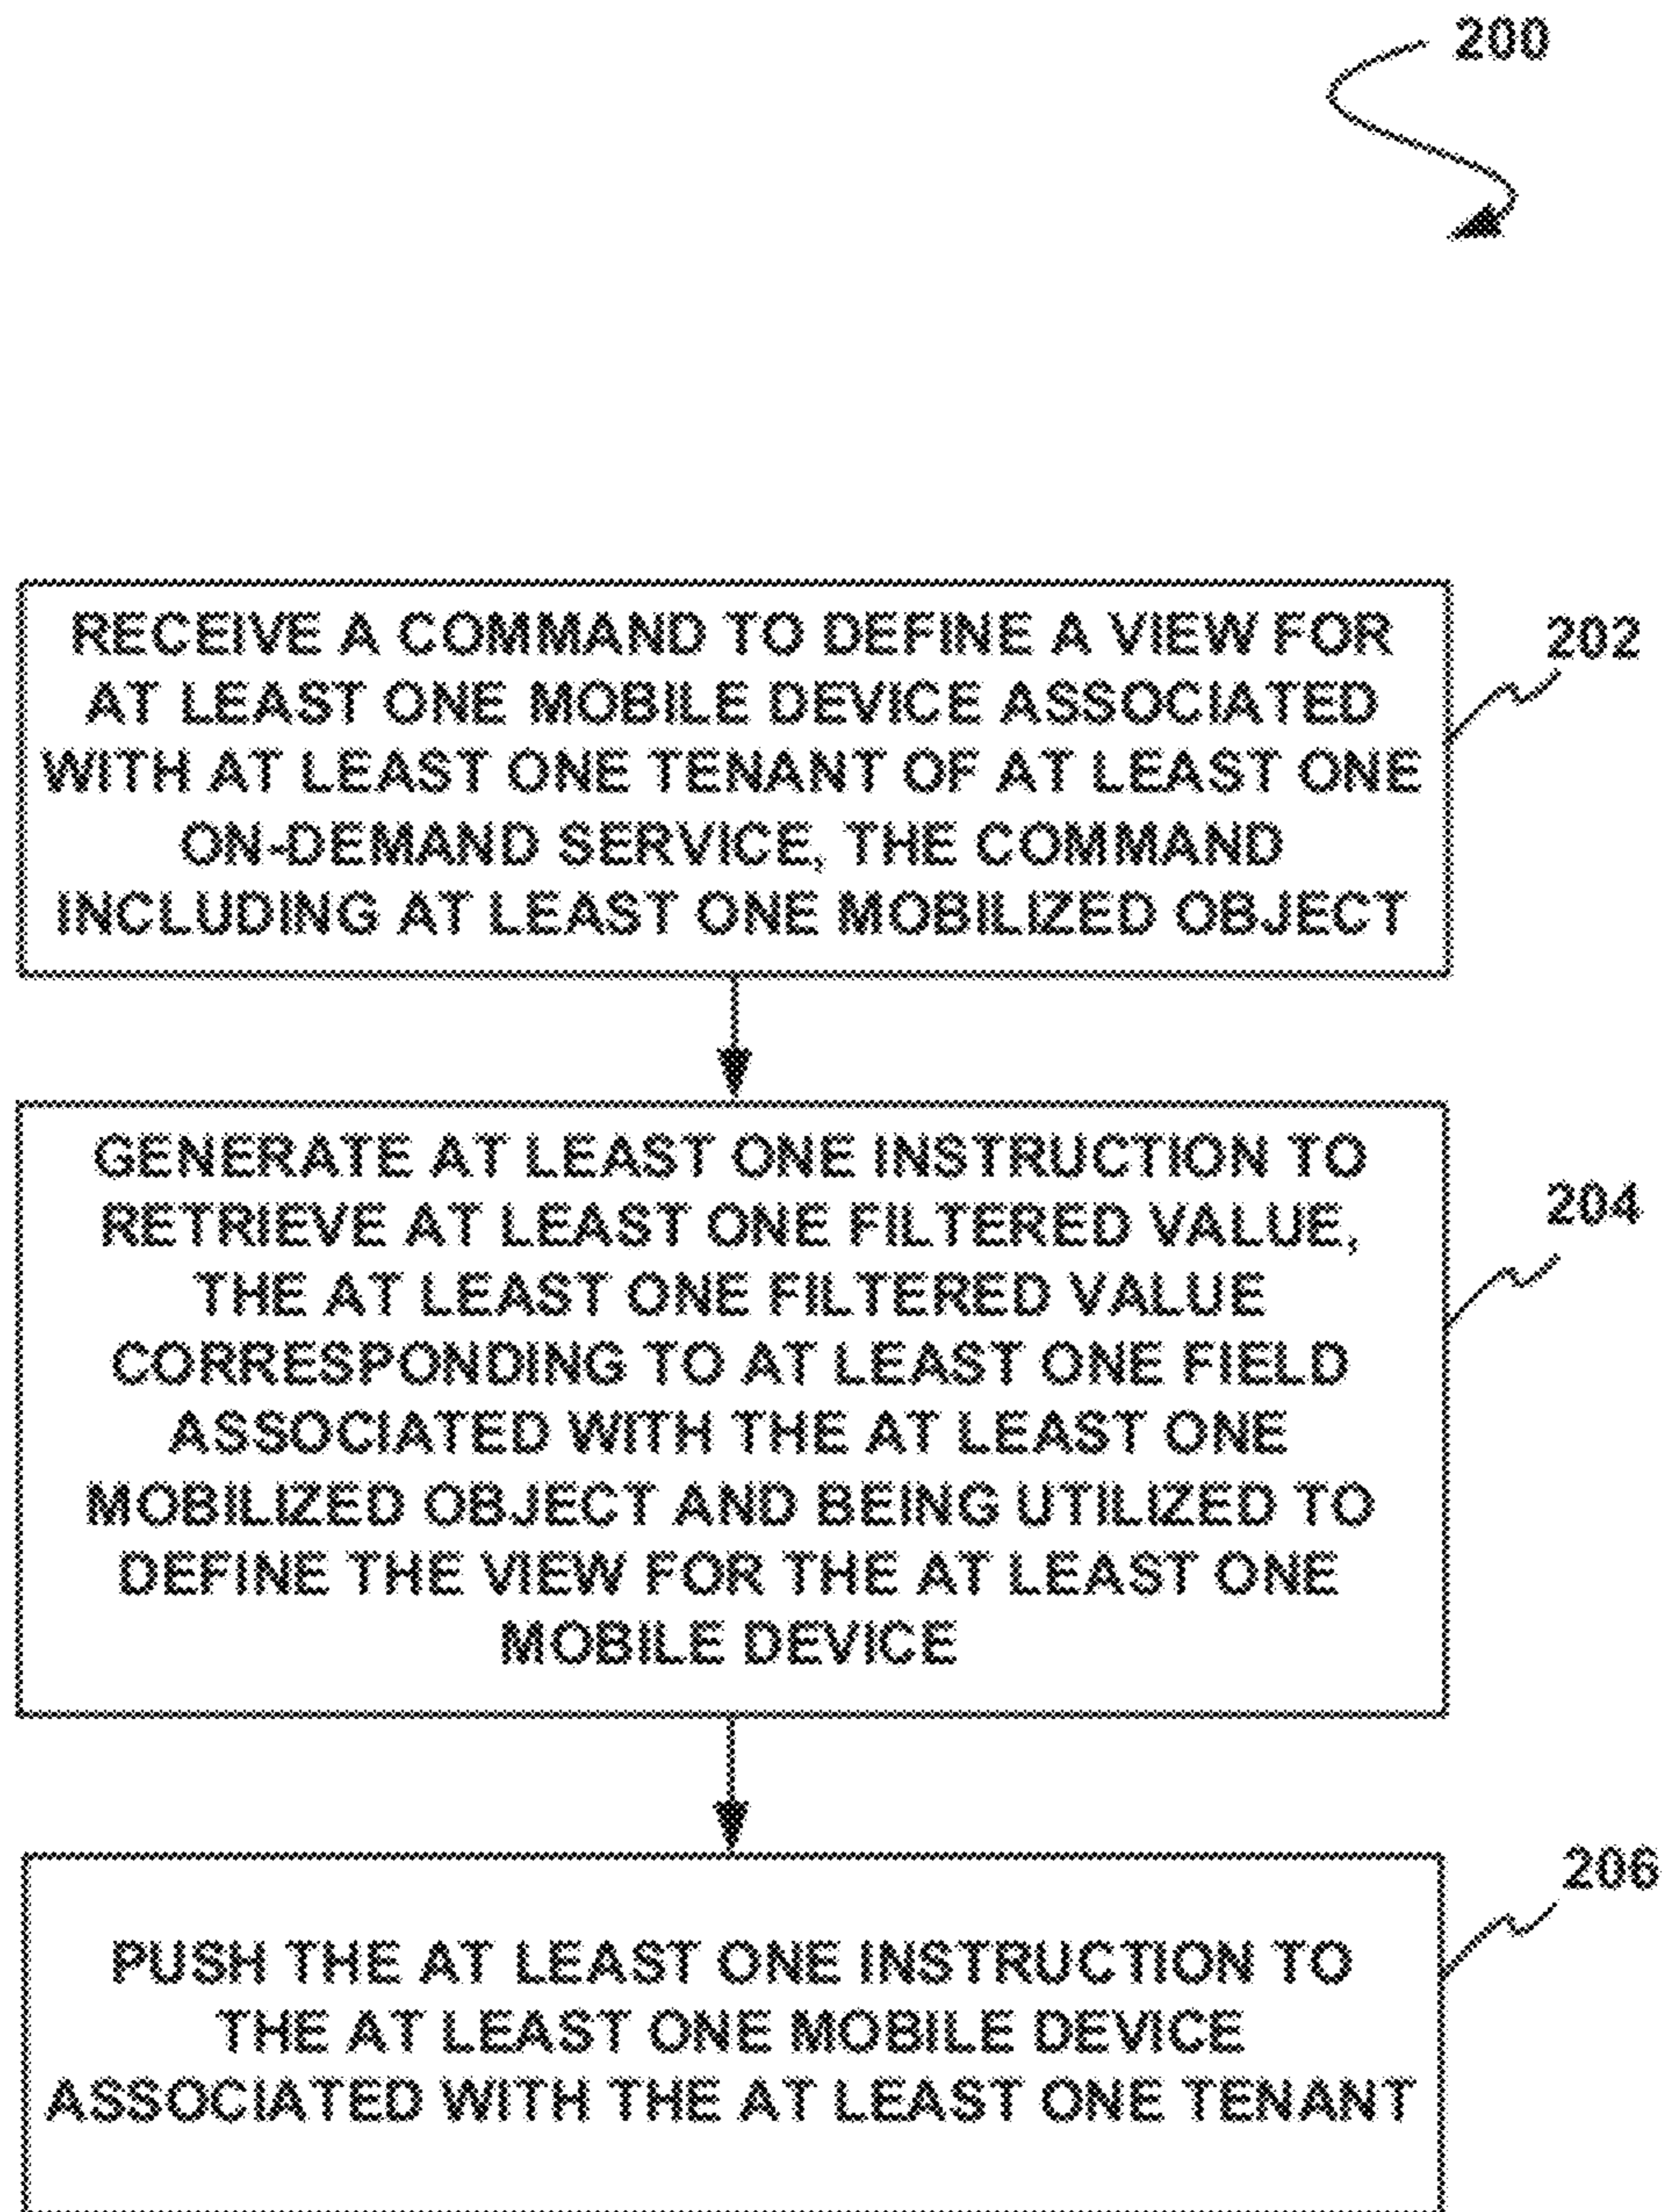 200
RECEIVE A COMMAND TO DEFINE A VIEW FOR
AT LEAST ONE MOBILE DEVICE ASSOCIATED
WITH AT LEAST ONE TENANT OF AT LEAST ONE
ON-DEMAND SERVICE, THE COMMAND
INCLUDING AT LEAST ONE MOBILIZED OBJECT
202
GENERATE AT LEAST ONE INSTRUCTION TO
RETRIEVE AT LEAST ONE FILTERED VALUE,
THE AT LEAST ONE FILTERED VALUE
CORRESPONDING TO AT LEAST ONE FIELD
ASSOCIATED WITH THE AT LEAST ONE
MOBILIZED OBJECT AND BEING UTILIZED TO
DEFINE THE VIEW FOR THE AT LEAST ONE
MOBILE DEVICE
204
PUSH THE AT LEAST ONE INSTRUCTION TO
THE AT LEAST ONE MOBILE DEVICE
ASSOCIATED WITH THE AT LEAST ONE TENANT
206